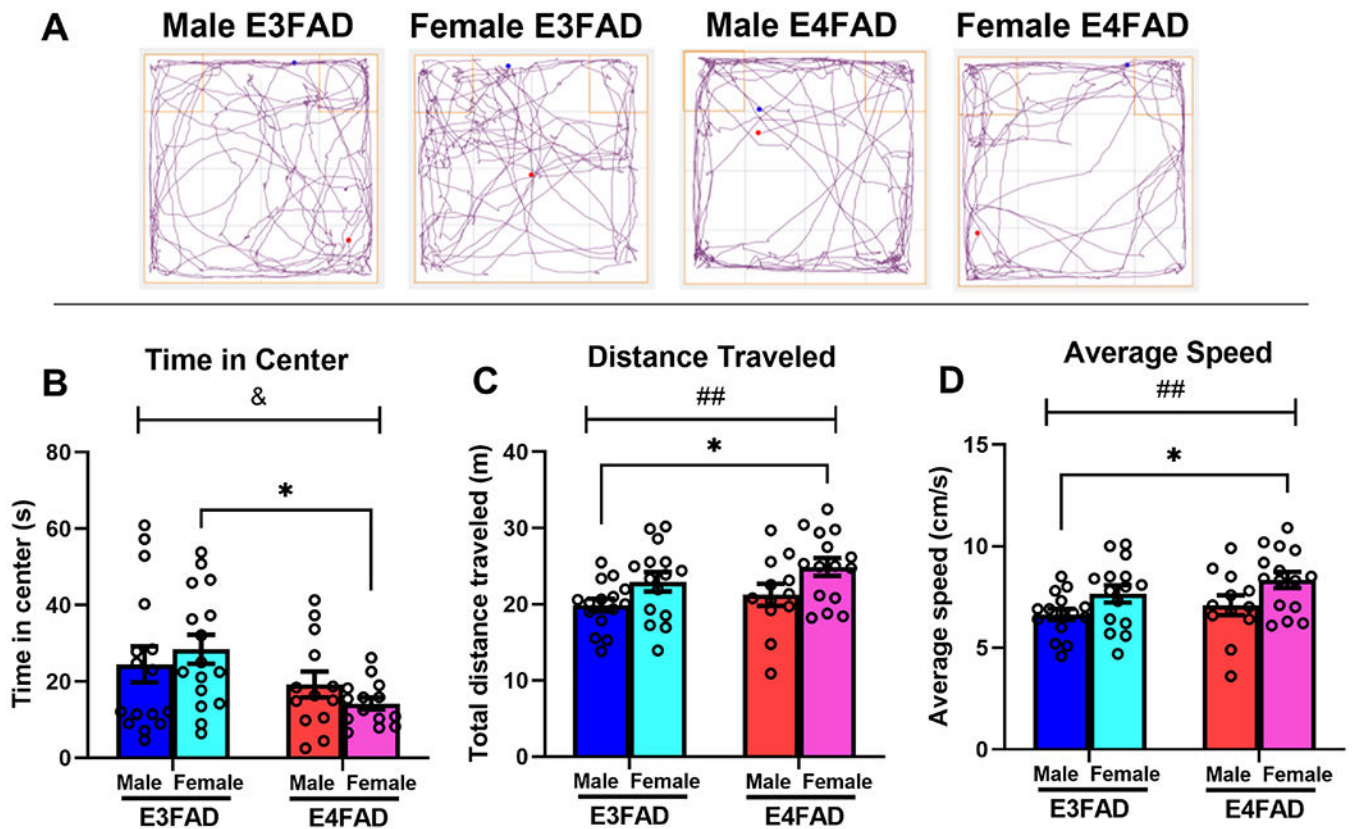 A
Male E3FAD
Female E3FAD
Male E4FAD
Female E4FAD
B
Time in Center
&
*
Time in center (s)
80
60
40
20
0
Male Female
Male Female
E3FAD
E4FAD
C
Distance Traveled
##
*
Total distance traveled (m)
40
30
20
10
0
Male Female
Male Female
E3FAD
E4FAD
D
Average Speed
##
*
Average speed (cm/s)
15
10
5
0
Male Female
Male Female
E3FAD
E4FAD